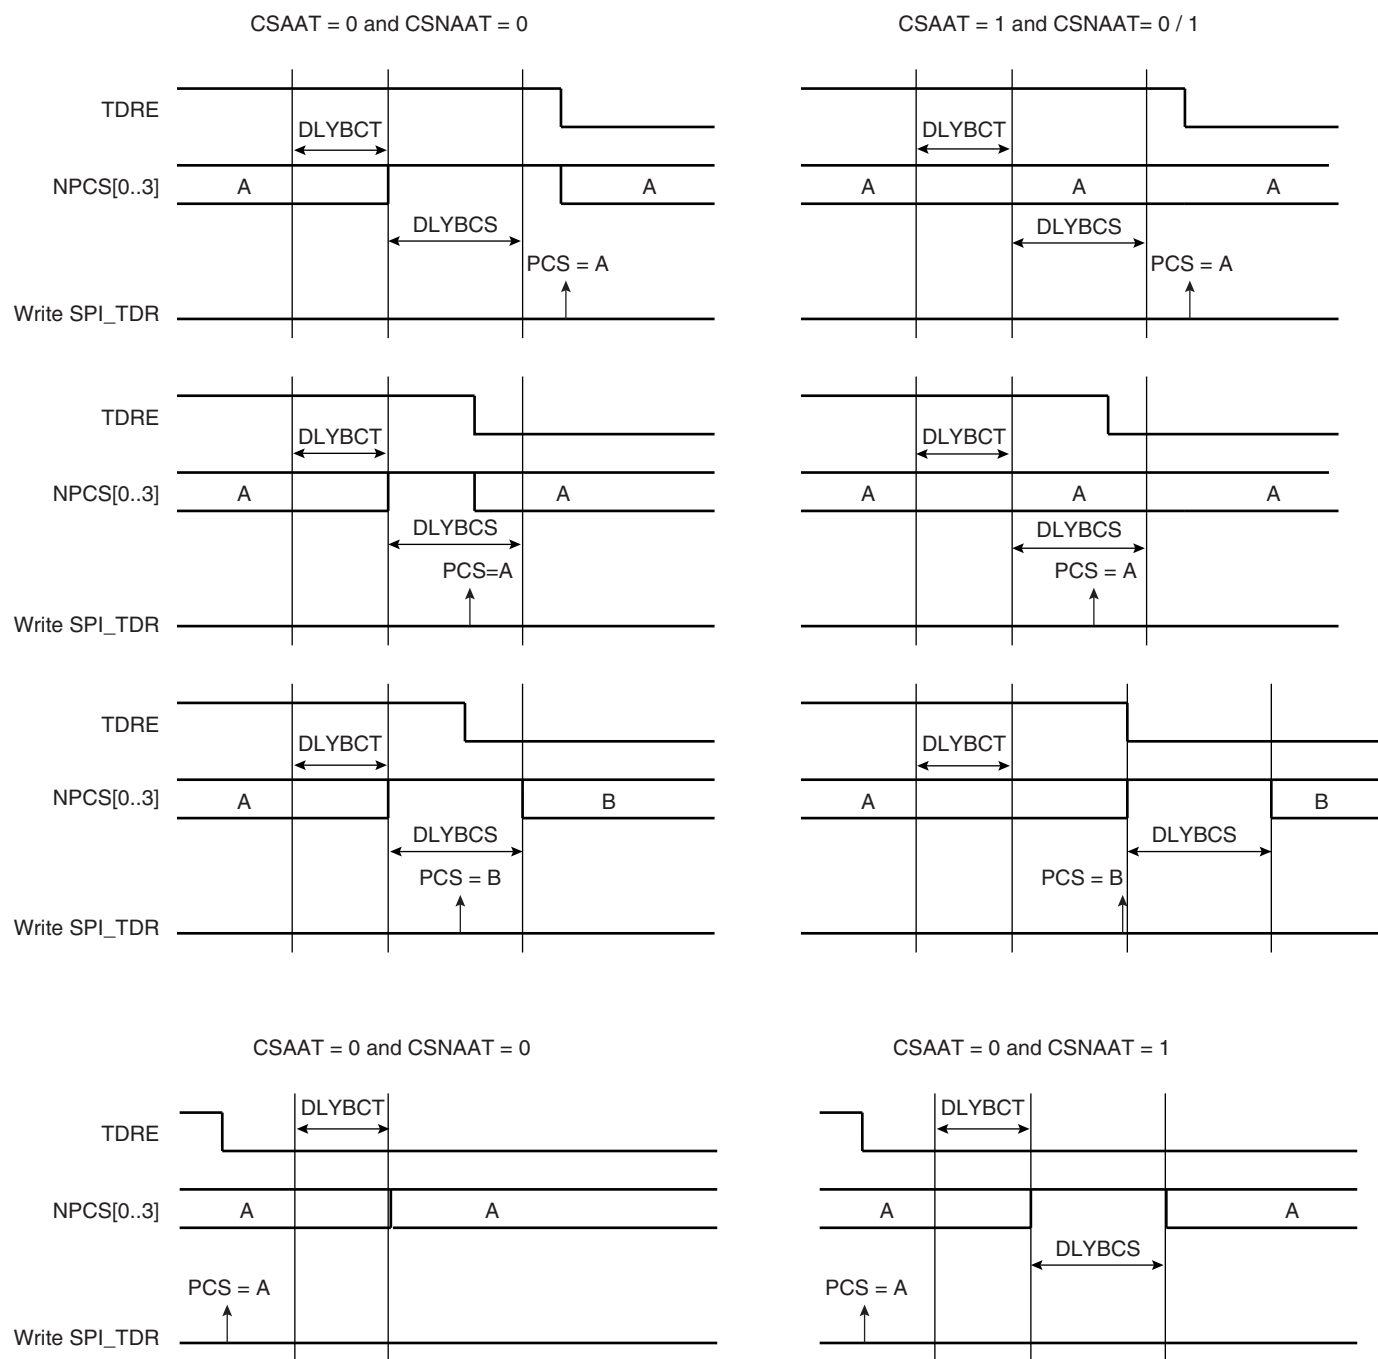 CSAAT = 0 and CSNAAT = 0
CSAAT = 1 and CSNAAT= 0 / 1
TDRE
DLYBCT
DLYBCT
NPCS[0..3]
A
A
A
A
A
DLYBCS
DLYBCS
PCS = A
PCS = A
Write SPI_TDR
TDRE
DLYBCT
DLYBCT
NPCS[0..3]
A
A
A
A
A
DLYBCS
DLYBCS
PCS=A
PCS = A
Write SPI_TDR
TDRE
DLYBCT
DLYBCT
NPCS[0..3]
A
B
A
B
DLYBCS
DLYBCS
PCS = B
PCS = B
Write SPI_TDR
CSAAT = 0 and CSNAAT = 0
CSAAT = 0 and CSNAAT = 1
DLYBCT
DLYBCT
TDRE
NPCS[0..3]
A
A
A
A
DLYBCS
PCS = A
PCS = A
Write SPI_TDR